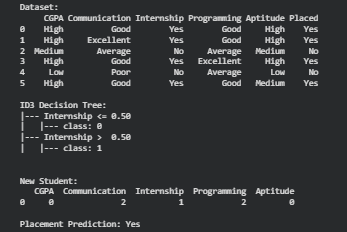 Dataset:
CGPA Communication Internship Programming Aptitude Placed
0 High Good Yes Good High Yes
1 High Excellent Yes Good High Yes
2 Medium Average No Average Medium No
3 High Good Yes Excellent High Yes
4 Low Poor No Average Low No
5 High Good Yes Good Medium Yes
ID3 Decision Tree:
|--- Internship <= 0.50
| |--- class: 0
|--- Internship > 0.50
| |--- class: 1
New Student:
CGPA Communication Internship Programming Aptitude
0 0 2 1 2 0
Placement Prediction: Yes